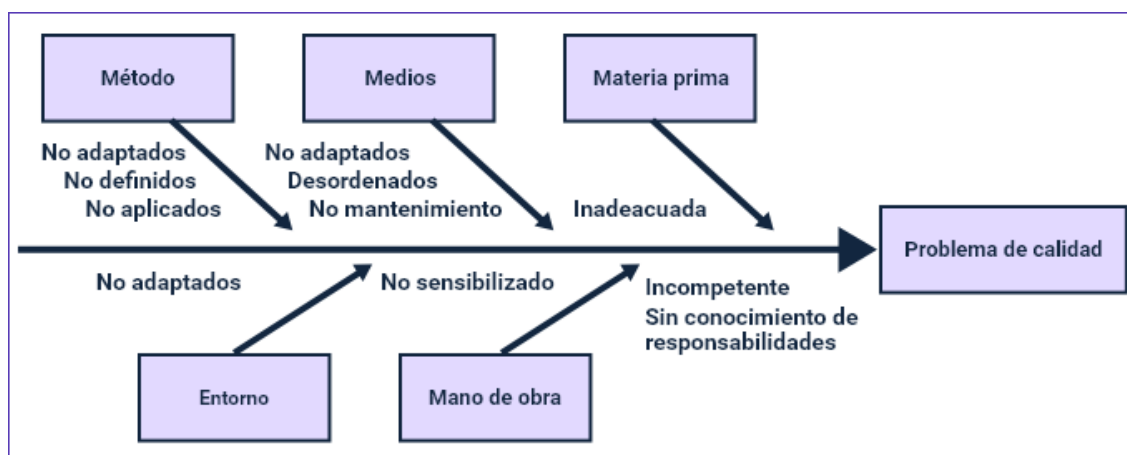 Método
Medios
Materia prima
No adaptados
No definidos
No aplicados
No adaptados
Desordenados
No mantenimiento
Inadeacuada
Problema de calidad
No adaptados
No sensibilizado
Incompetente
Sin conocimiento de
responsabilidades
Entorno
Mano de obra